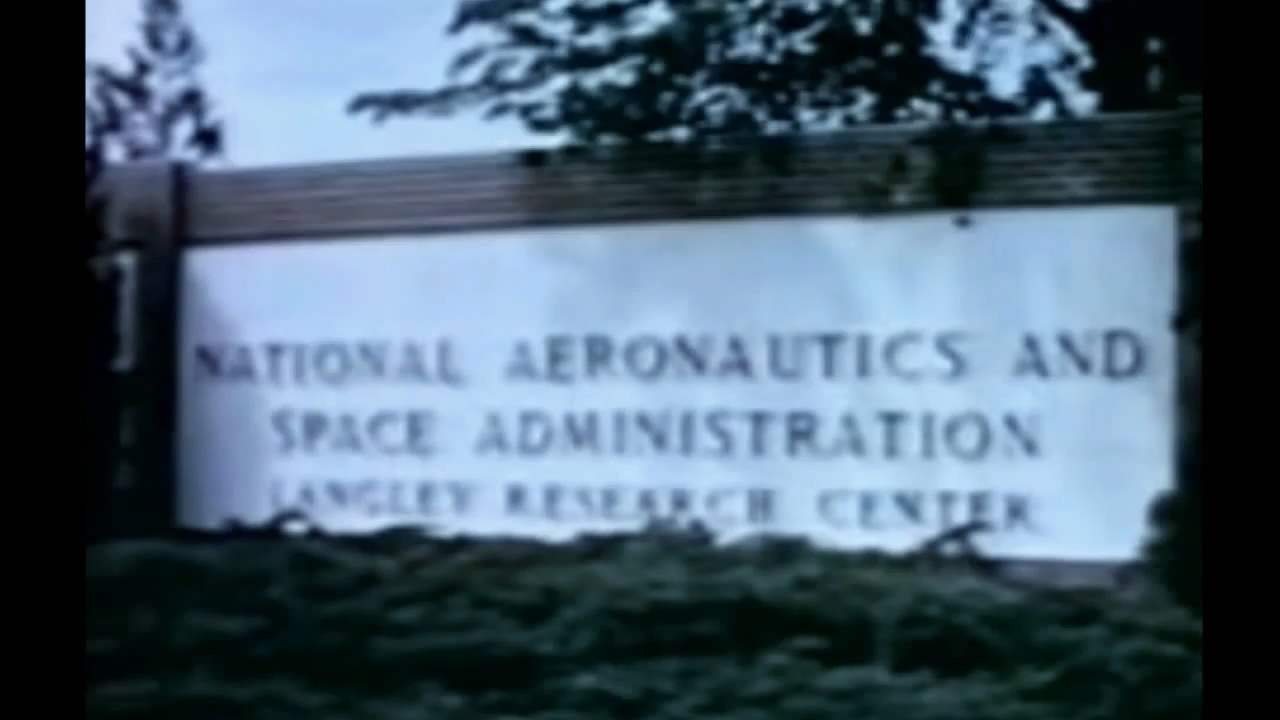 NATIONAL AERONAUTICS AND
SPACE ADMINISTRATION
LANGLEY RESEARCH CENTER